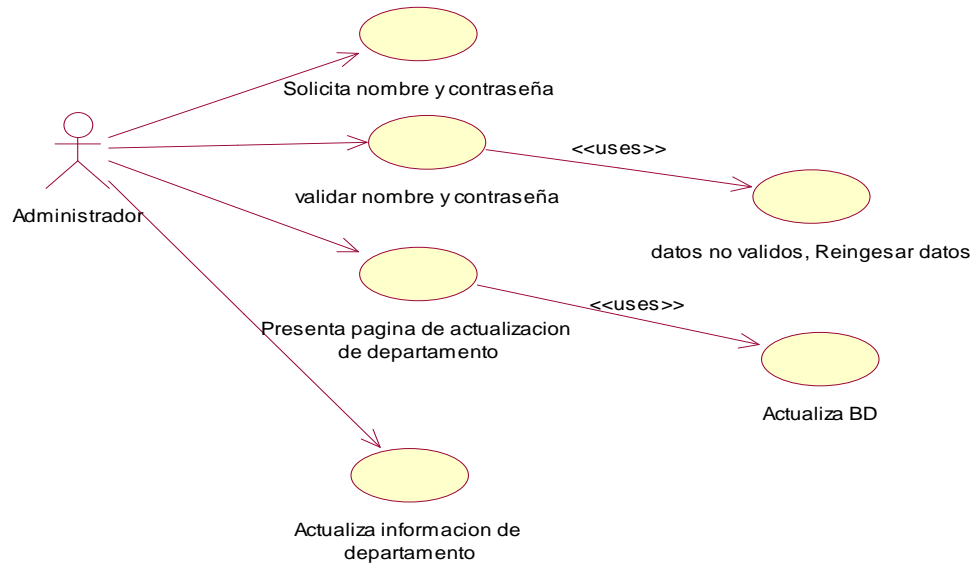 Solicita nombre y contraseña
<<uses>>
validar nombre y contraseña
Administrador
datos no validos, Reingesar datos
<<uses>>
Presenta pagina de actualizacion
de departamento
Actualiza BD
Actualiza informacion de
departamento